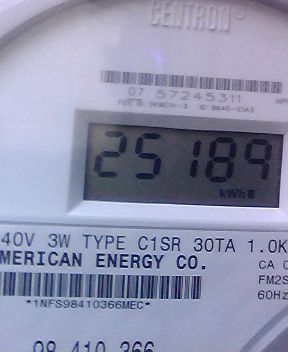 CENTRON®
07 57245311
25189
kWh
40V 3W TYPE C1SR 30TA 1.0K
MERICAN ENERGY CO.
CA 0
FM2S
60Hz
*1NFS98410366MEC*
98 410 366